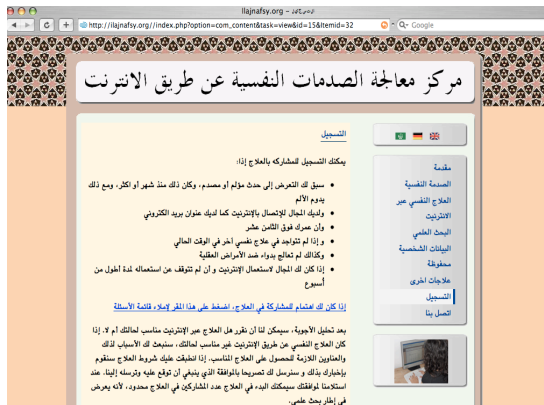 ilajnafsy.org – علاج نفسي
http://ilajnafsy.org//index.php?option=com_content&task=view&id=15&Itemid=32
Google
مركز معالجة الصدمات النفسية عن طريق الانترنت
مقدمة
الصدمة النفسية
العلاج النفسي عبر
الانترنيت
البحث العلمي
البيانات الشخصية
محفوظة
علاجات اخرى
التسجيل
اتصل بنا
التسجيل
يمكنك التسجيل للمشاركه بالعلاج إذا:
سبق لك التعرض إلى حدث مؤلم أو مصدم، وكان ذلك منذ شهر أو اكثر، ومع ذلك
يدوم الألم
ولديك المجال للإتصال بالإنترنيت كما لديك عنوان بريد الكتروني
وأن عمرك فوق الثامن عشر
و إذا لم تتواجد في علاج نفسي آخر في الوقت الحالي
وكذالك لم تعالج بدواء ضد الأمراض العقلية
إذا كان لك المجال لاستعمال الإنترنيت و أن لم تتوقف عن استعماله لمدة أطول من
أسبوع
إذا كان لك اهتمام للمشاركة في العلاج، اضغط على هذا المقر لإملاء قائمة الأسئلة
بعد تحليل الأجوبة، سيمكن لنا أن نقرر هل العلاج عبر الإنترنيت مناسب لحالتك أم لا. إذا
كان العلاج النفسي عن طريق الإنترنيت غير مناسب لحالتك، سنبعث لك الأسباب لذلك
والعناوين اللازمة للحصول على العلاج المناسب. إذا انطبقت عليك شروط العلاج سنقوم
بإخبارك بذلك و سنرسل لك تصريحا بالموافقة الذي ينبغي أن توقع عليه وترسله إلينا. عند
استلامنا لموافقتك سيمكنك البدء في العلاج عدد المشاركين في العلاج محدود، لأنه يعرض
في إطار بحث علمي.